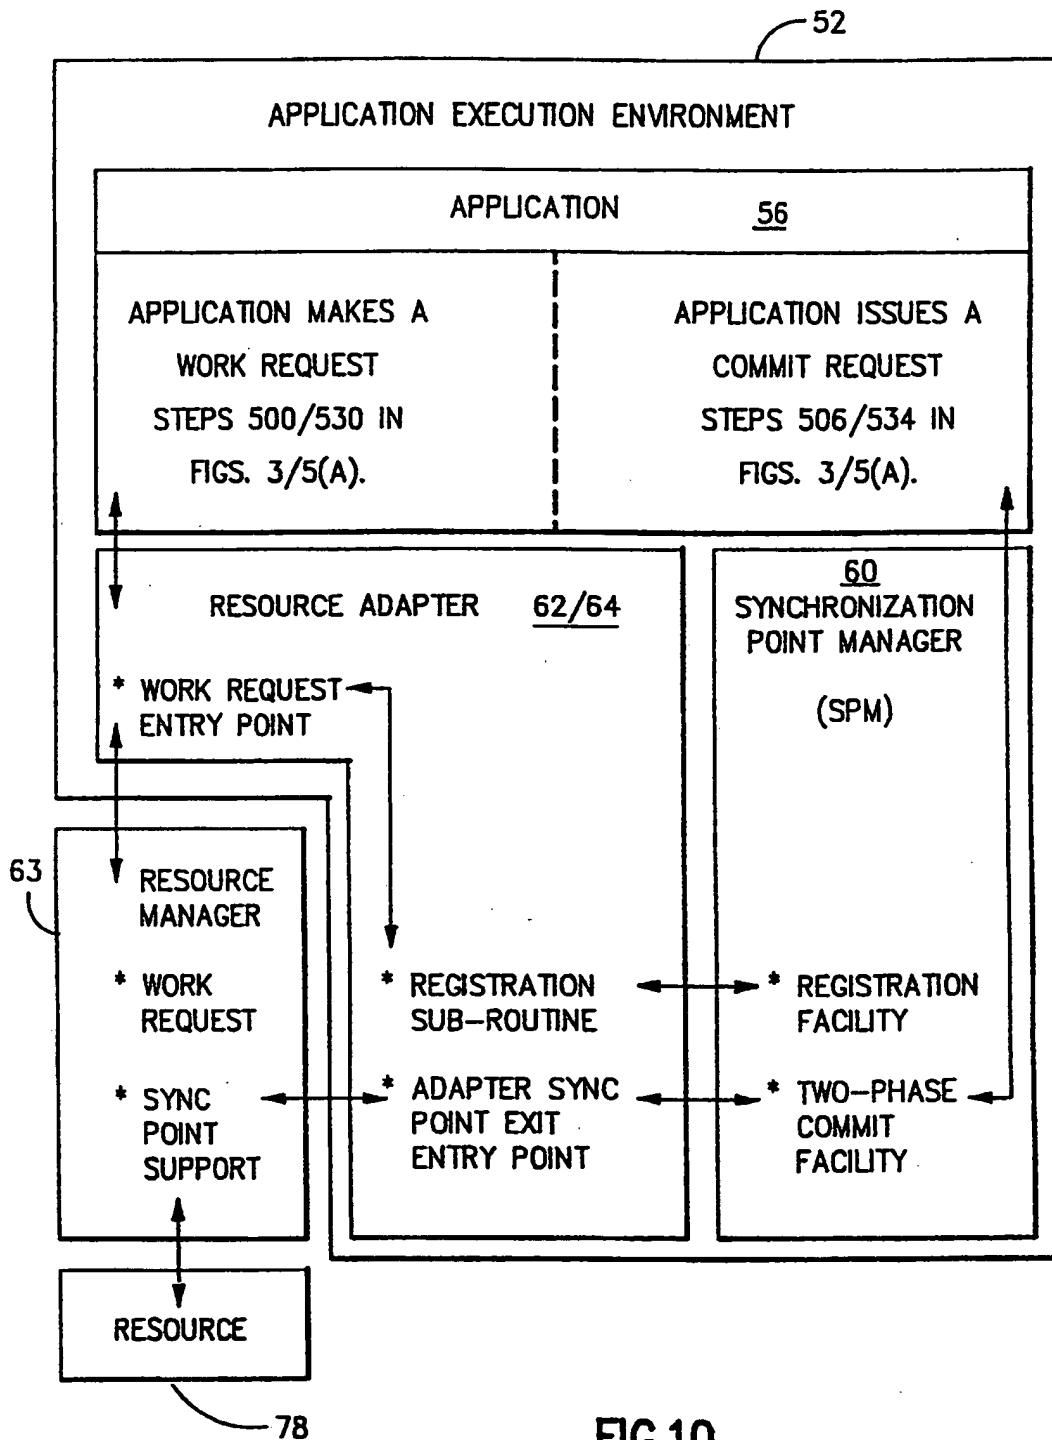 52
APPLICATION EXECUTION ENVIRONMENT
APPLICATION 56
APPLICATION MAKES A
WORK REQUEST
STEPS 500/530 IN
FIGS. 3/5(A).
APPLICATION ISSUES A
COMMIT REQUEST
STEPS 506/534 IN
FIGS. 3/5(A).
RESOURCE ADAPTER 62/64
* WORK REQUEST
ENTRY POINT
60
SYNCHRONIZATION
POINT MANAGER
(SPM)
63
RESOURCE
MANAGER
* WORK
REQUEST
* SYNC
POINT
SUPPORT
* REGISTRATION
SUB-ROUTINE
* ADAPTER SYNC
POINT EXIT
ENTRY POINT
* REGISTRATION
FACILITY
* TWO-PHASE
COMMIT
FACILITY
RESOURCE
78
FIG.10